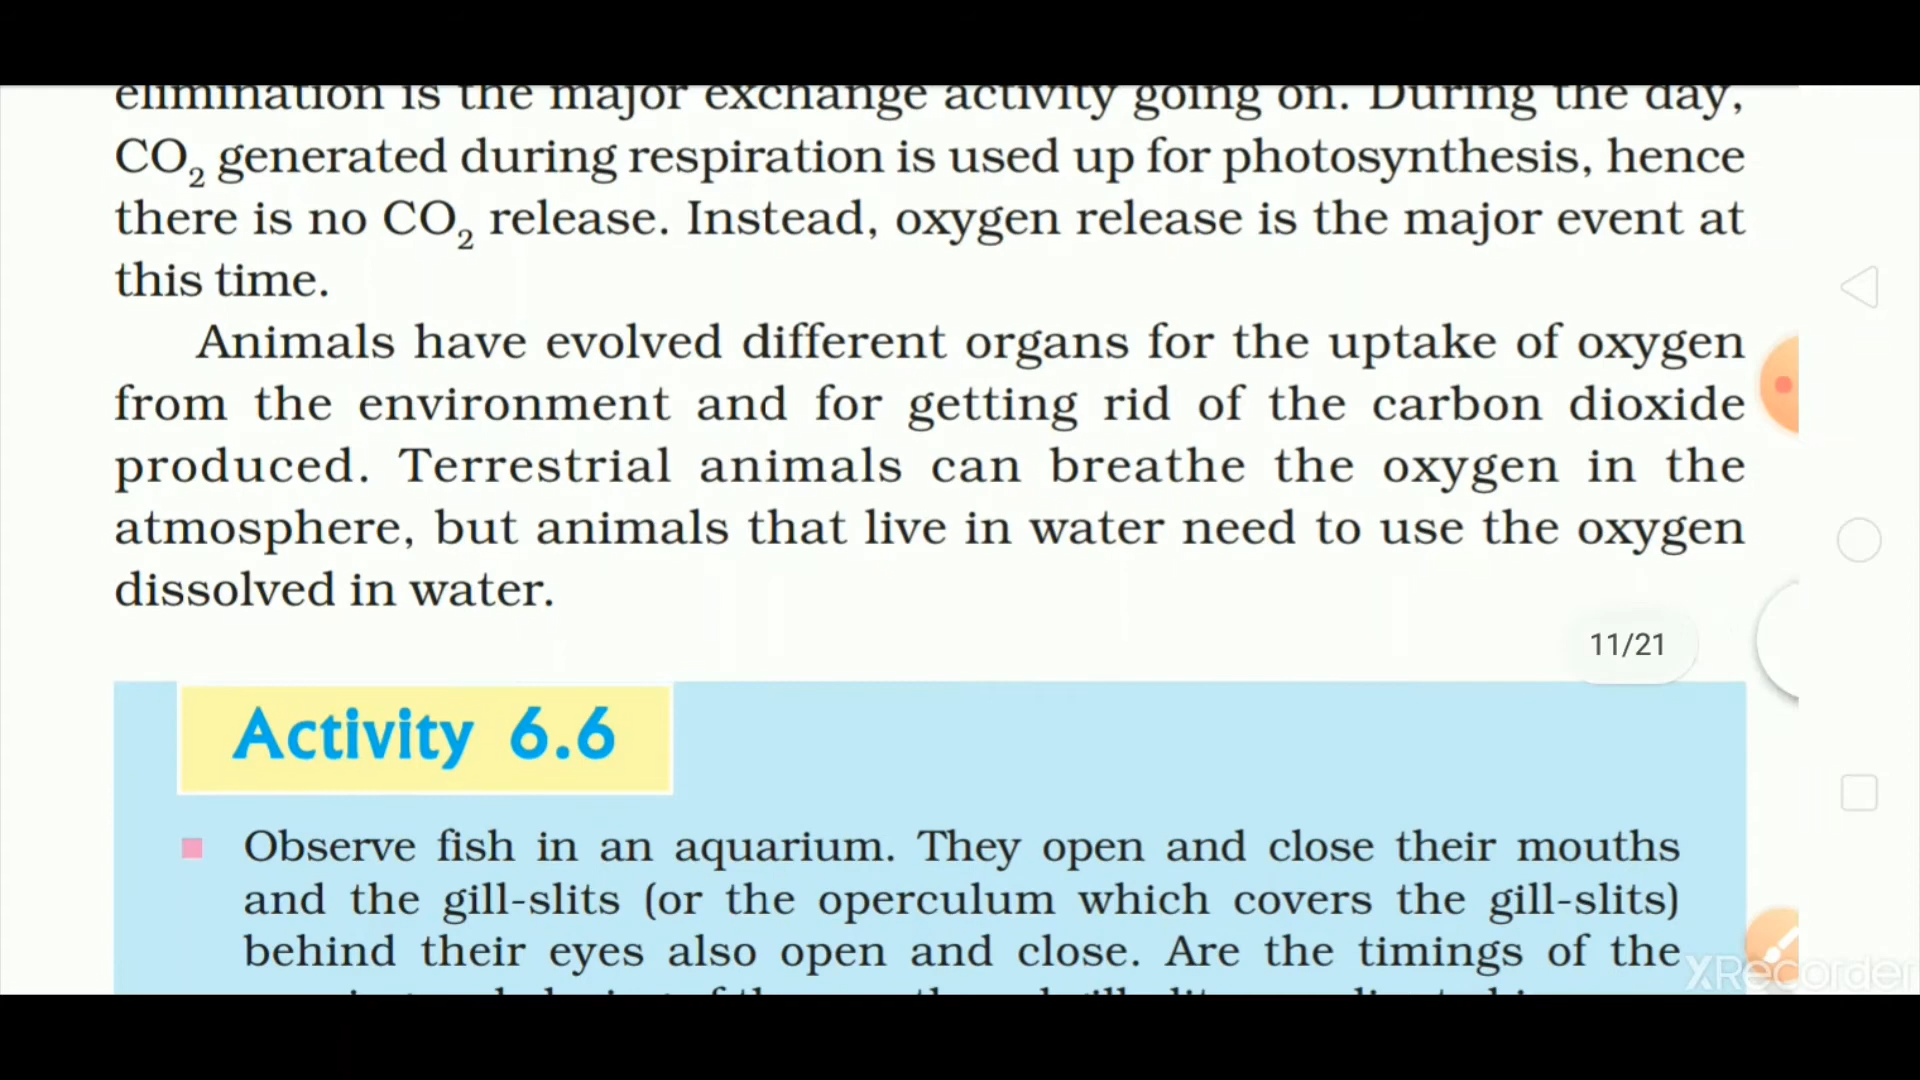 elimination is the major exchange activity going on. During the day,
CO₂ generated during respiration is used up for photosynthesis, hence
there is no CO₂ release. Instead, oxygen release is the major event at
this time.
Animals have evolved different organs for the uptake of oxygen
from the environment and for getting rid of the carbon dioxide
produced. Terrestrial animals can breathe the oxygen in the
atmosphere, but animals that live in water need to use the oxygen
dissolved in water.
11/21
Activity 6.6
Observe fish in an aquarium. They open and close their mouths
and the gill-slits (or the operculum which covers the gill-slits)
behind their eyes also open and close. Are the timings of the
XRecorder